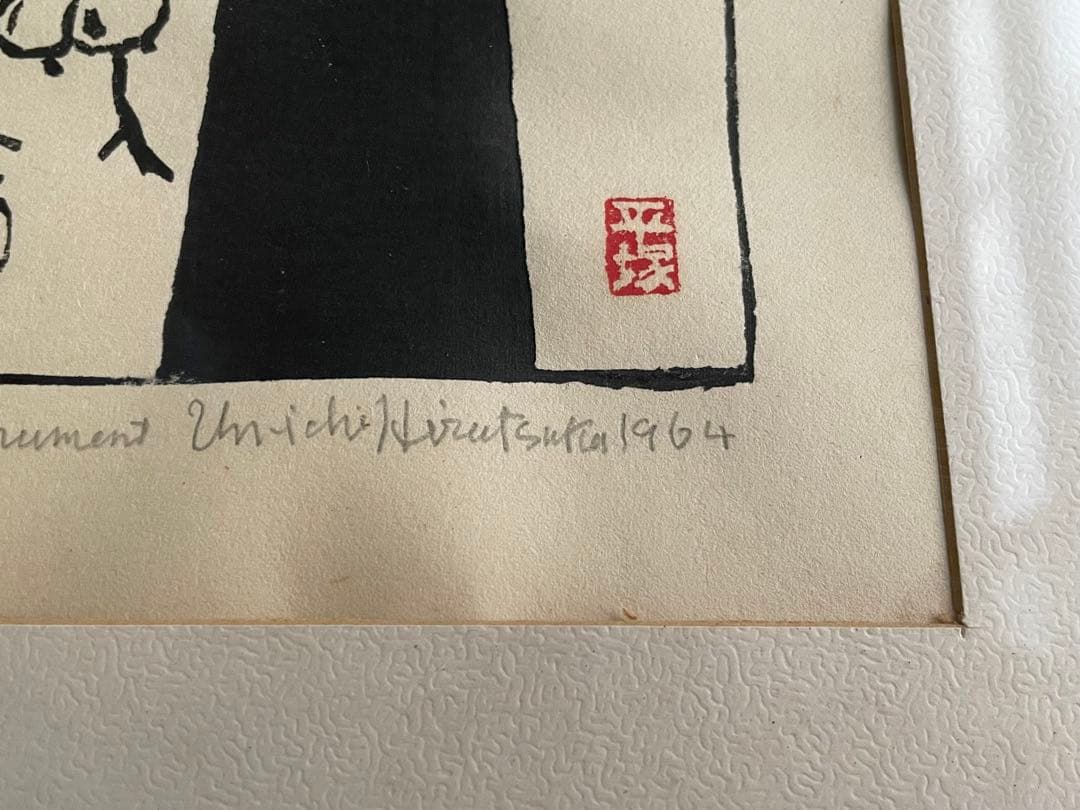 平塚
rument Un-ichi Hiratsuka 1964